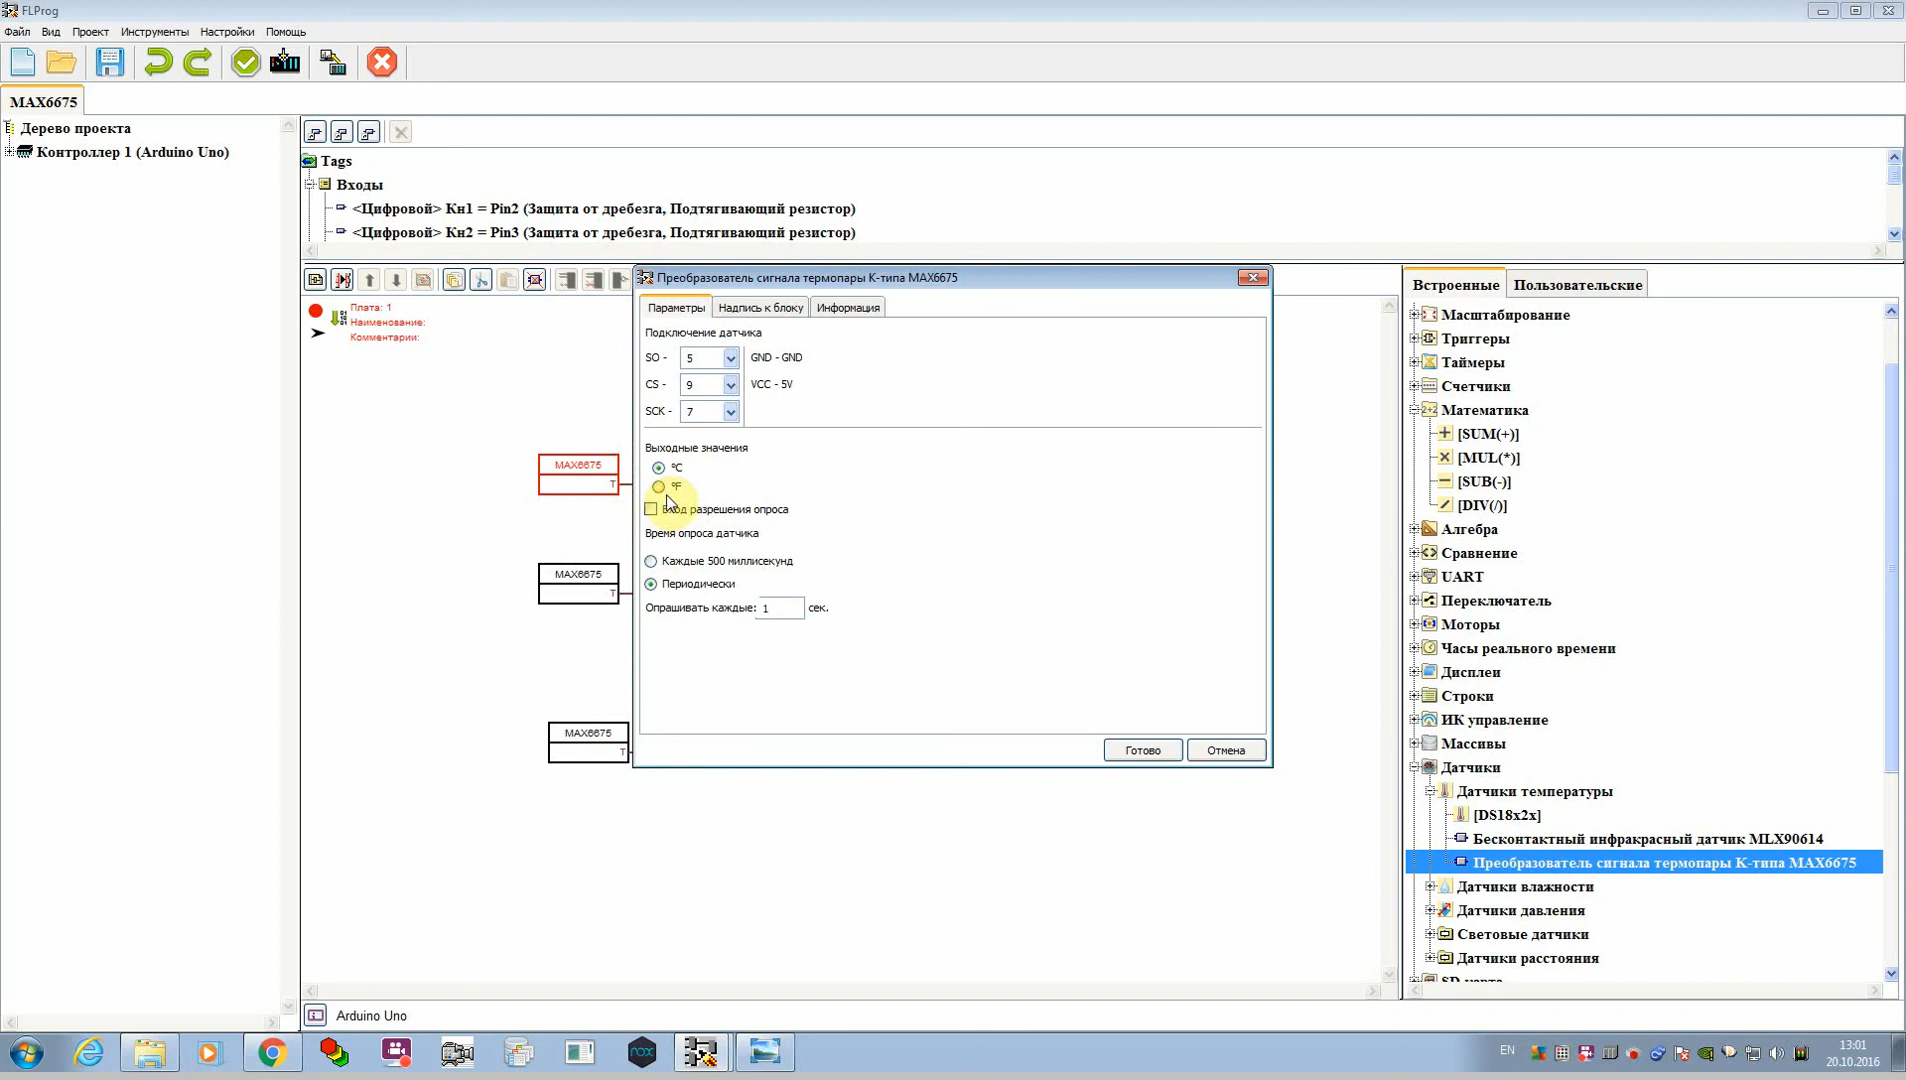 FLProg
Файл Вид Проект Инструменты Настройки Помощь
MAX6675
Дерево проекта
Контроллер 1 (Arduino Uno)
Tags
Входы
<Цифровой> Кн1 = Pin2 (Защита от дребезга, Подтягивающий резистор)
<Цифровой> Кн2 = Pin3 (Защита от дребезга, Подтягивающий резистор)
Плата: 1
Наименование:
Комментарии:
MAX6675
T
MAX6675
T
MAX6675
T
Преобразователь сигнала термопары К-типа MAX6675
Параметры Надпись к блоку Информация
Подключение датчика
SO - 5 GND - GND
CS - 9 VCC - 5V
SCK - 7
Выходные значения
°C
°F
Вход разрешения опроса
Время опроса датчика
Каждые 500 миллисекунд
Периодически
Опрашивать каждые: 1 сек.
Готово Отмена
Встроенные Пользовательские
Масштабирование
Триггеры
Таймеры
Счетчики
Математика
[SUM(+)]
[MUL(*)]
[SUB(-)]
[DIV(/)]
Алгебра
Сравнение
UART
Переключатель
Моторы
Часы реального времени
Дисплеи
Строки
ИК управление
Массивы
Датчики
Датчики температуры
[DS18x2x]
Бесконтактный инфракрасный датчик MLX90614
Преобразователь сигнала термопары К-типа MAX6675
Датчики влажности
Датчики давления
Световые датчики
Датчики расстояния
SD карта
Arduino Uno
nox
EN
13:01
20.10.2016